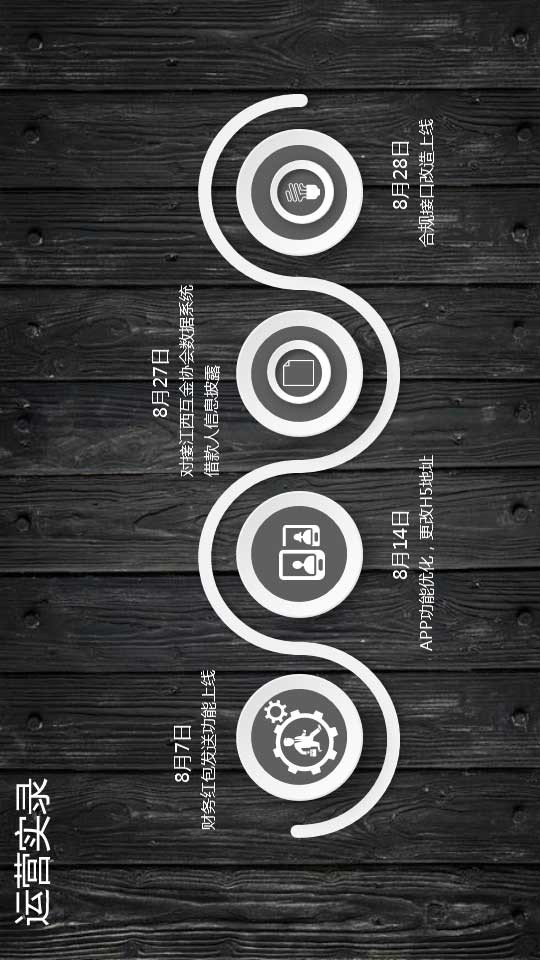 运营实录
8月7日
财务红包发送功能上线
8月14日
APP功能优化，更改H5地址
8月27日
对接江西互金协会数据系统
借款人信息披露
8月28日
合规接口改造上线